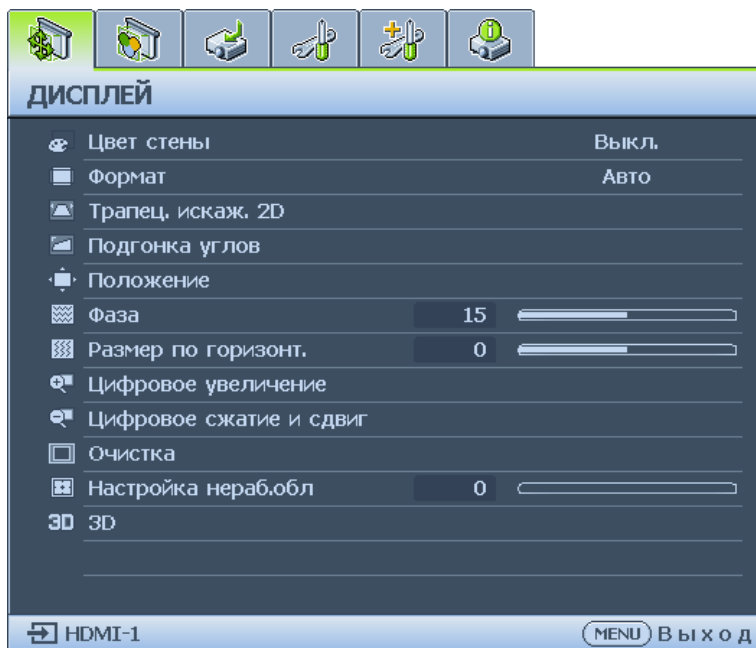 ДИСПЛЕЙ
Цвет стены Выкл.
Формат Авто
Трапец. искаж. 2D
Подгонка углов
Положение
Фаза 15
Размер по горизонт. 0
Цифровое увеличение
Цифровое сжатие и сдвиг
Очистка
Настройка нераб.обл 0
3D 3D
HDMI-1 MENU Выход